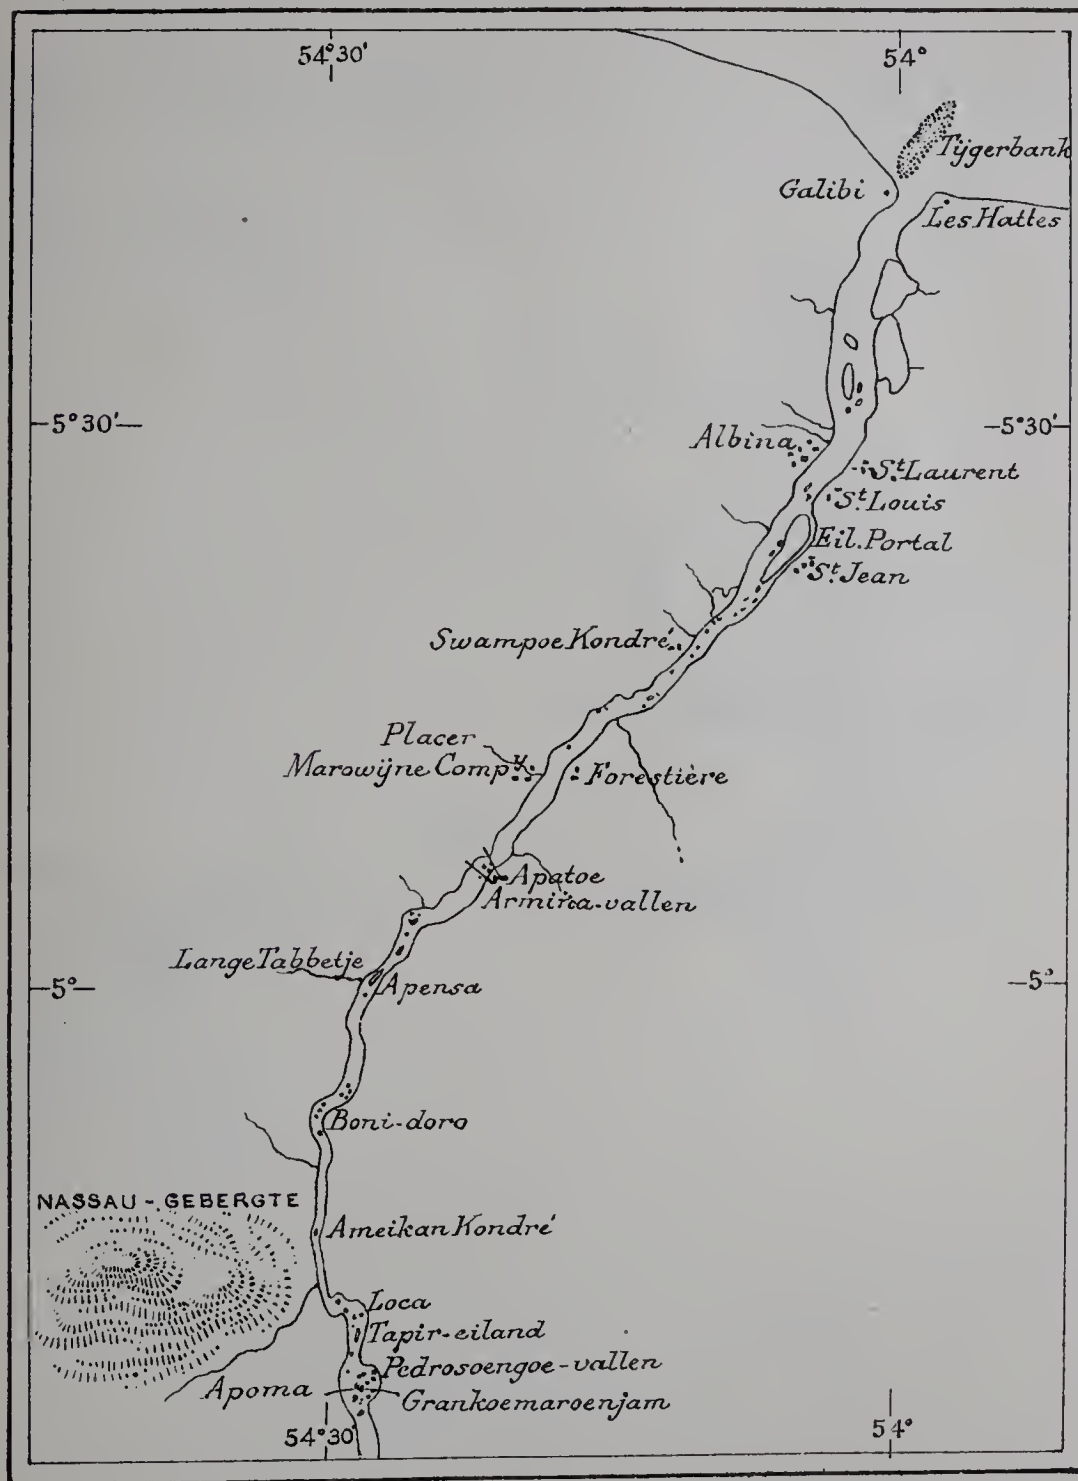 54°30'
54°
Tijgerbank
Galibi
Les Hattes
5°30'
5°30'
Albina
St. Laurent
St. Louis
Eil. Portal
St. Jean
Swampoe Kondré
Placer
Marowijne Compy
Forestière
Apatoe
Armina-vallen
Lange Tabbetje
5°
Apensa
5°
Boni-doro
NASSAU-GEBERGTE
Ameikan Kondré
Loca
Tapir-eiland
Pedrosoengoe-vallen
Apoma
Grankoemaroenjam
54°30'
54°